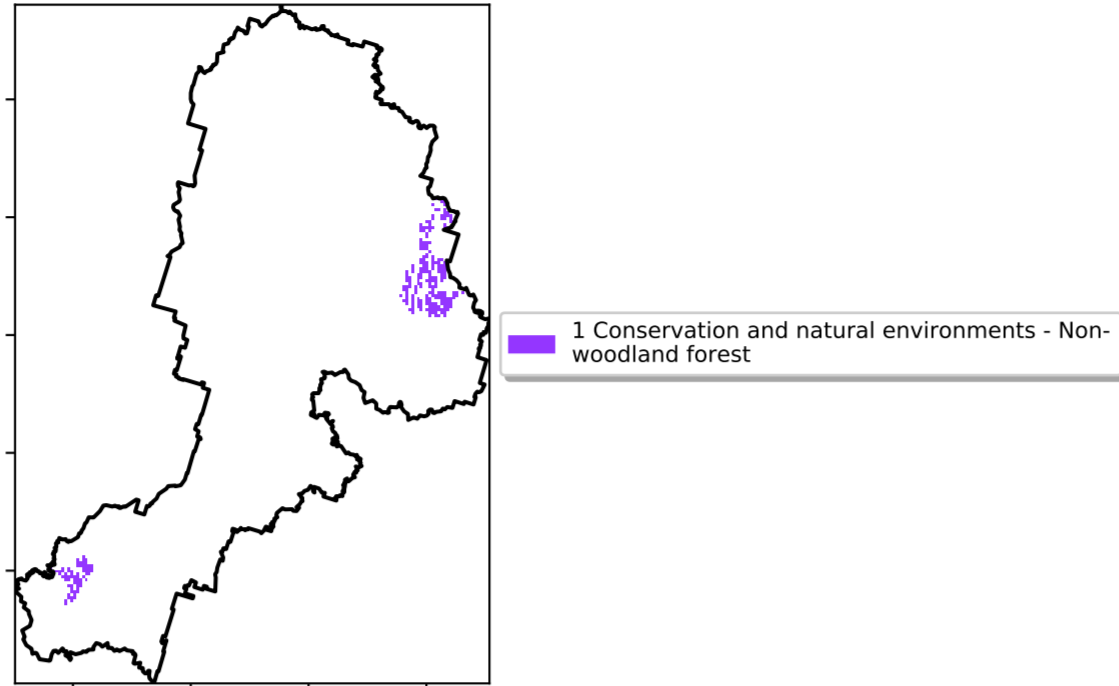 1 Conservation and natural environments - Non-
woodland forest